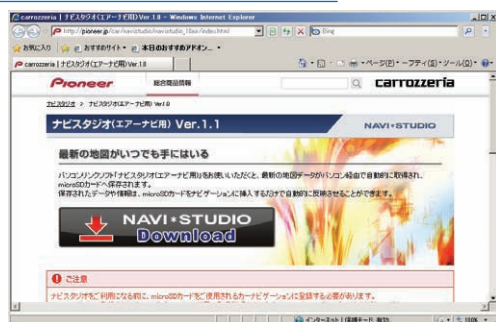 carrozzeria | ナビスタジオ(エアーナビ用) Ver.1.0 - Windows Internet Explorer
お気に入り
おすすめサイト
本日のおすすめアドオン...
Bing
carrozzeria | ナビスタジオ(エアーナビ用) Ver.1.0
ページ(P) セーフティ(S) ツール(O)
Pioneer
総合商品情報
carrozzeria
ナビスタジオ > ナビスタジオ(エアーナビ用) Ver.1.0
ナビスタジオ(エアーナビ用) Ver.1.1
NAVI*STUDIO
最新の地図がいつでも手にはいる
パソコンリンクソフト「ナビスタジオ(エアーナビ用)」をお使いいただくと、最新の地図データがパソコン経由で自動的に取得され、
microSDカードへ保存されます。
保存されたデータや情報は、microSDカードをナビゲーションに挿入するだけで自動的に反映させることができます。
NAVI*STUDIO
Download
ご注意
ナビスタジオをご利用になる前に、microSDカードをご使用されるカーナビゲーションに登録する必要があります。
インターネット | 保護モード: 有効
100%